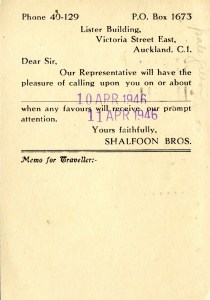 Phone 40-129 P.O. Box 1673
Lister Building,
Victoria Street East,
Auckland, C.1.
Dear Sir,
Our Representative will have the
pleasure of calling upon you on or about
10 APR 1946
when any favours will receive our prompt
11 APR 1946
attention.
Yours faithfully,
SHALFOON BROS.
Memo for Traveller:-